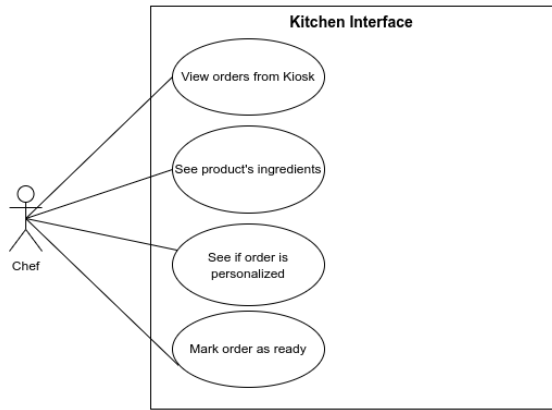 Kitchen Interface
View orders from Kiosk
See product's ingredients
See if order is
personalized
Mark order as ready
Chef